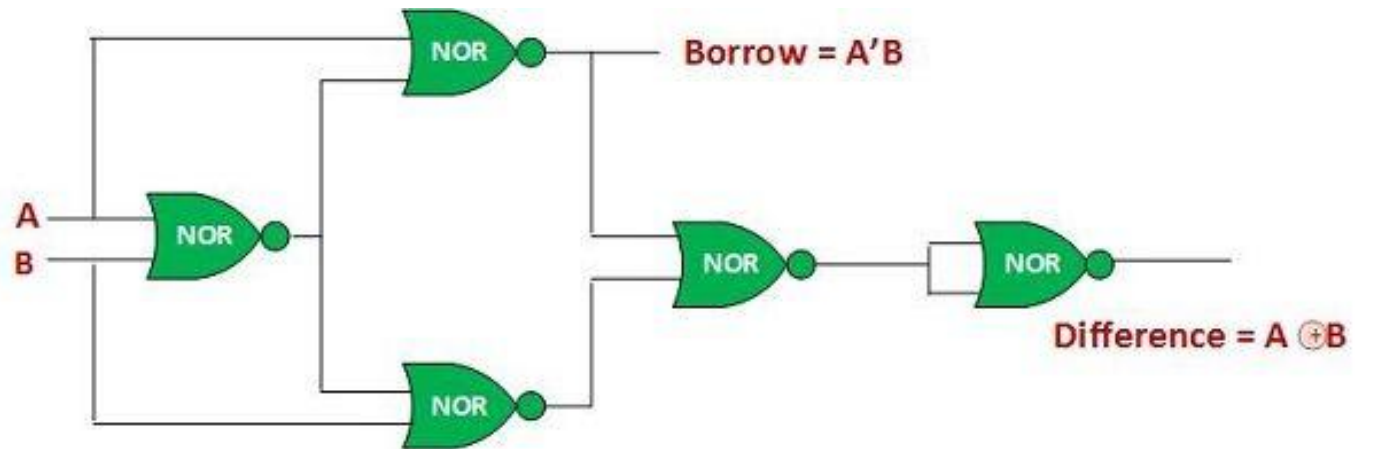 NOR
Borrow = A’B
A
B
NOR
NOR
NOR
NOR
Difference = A ⊕B